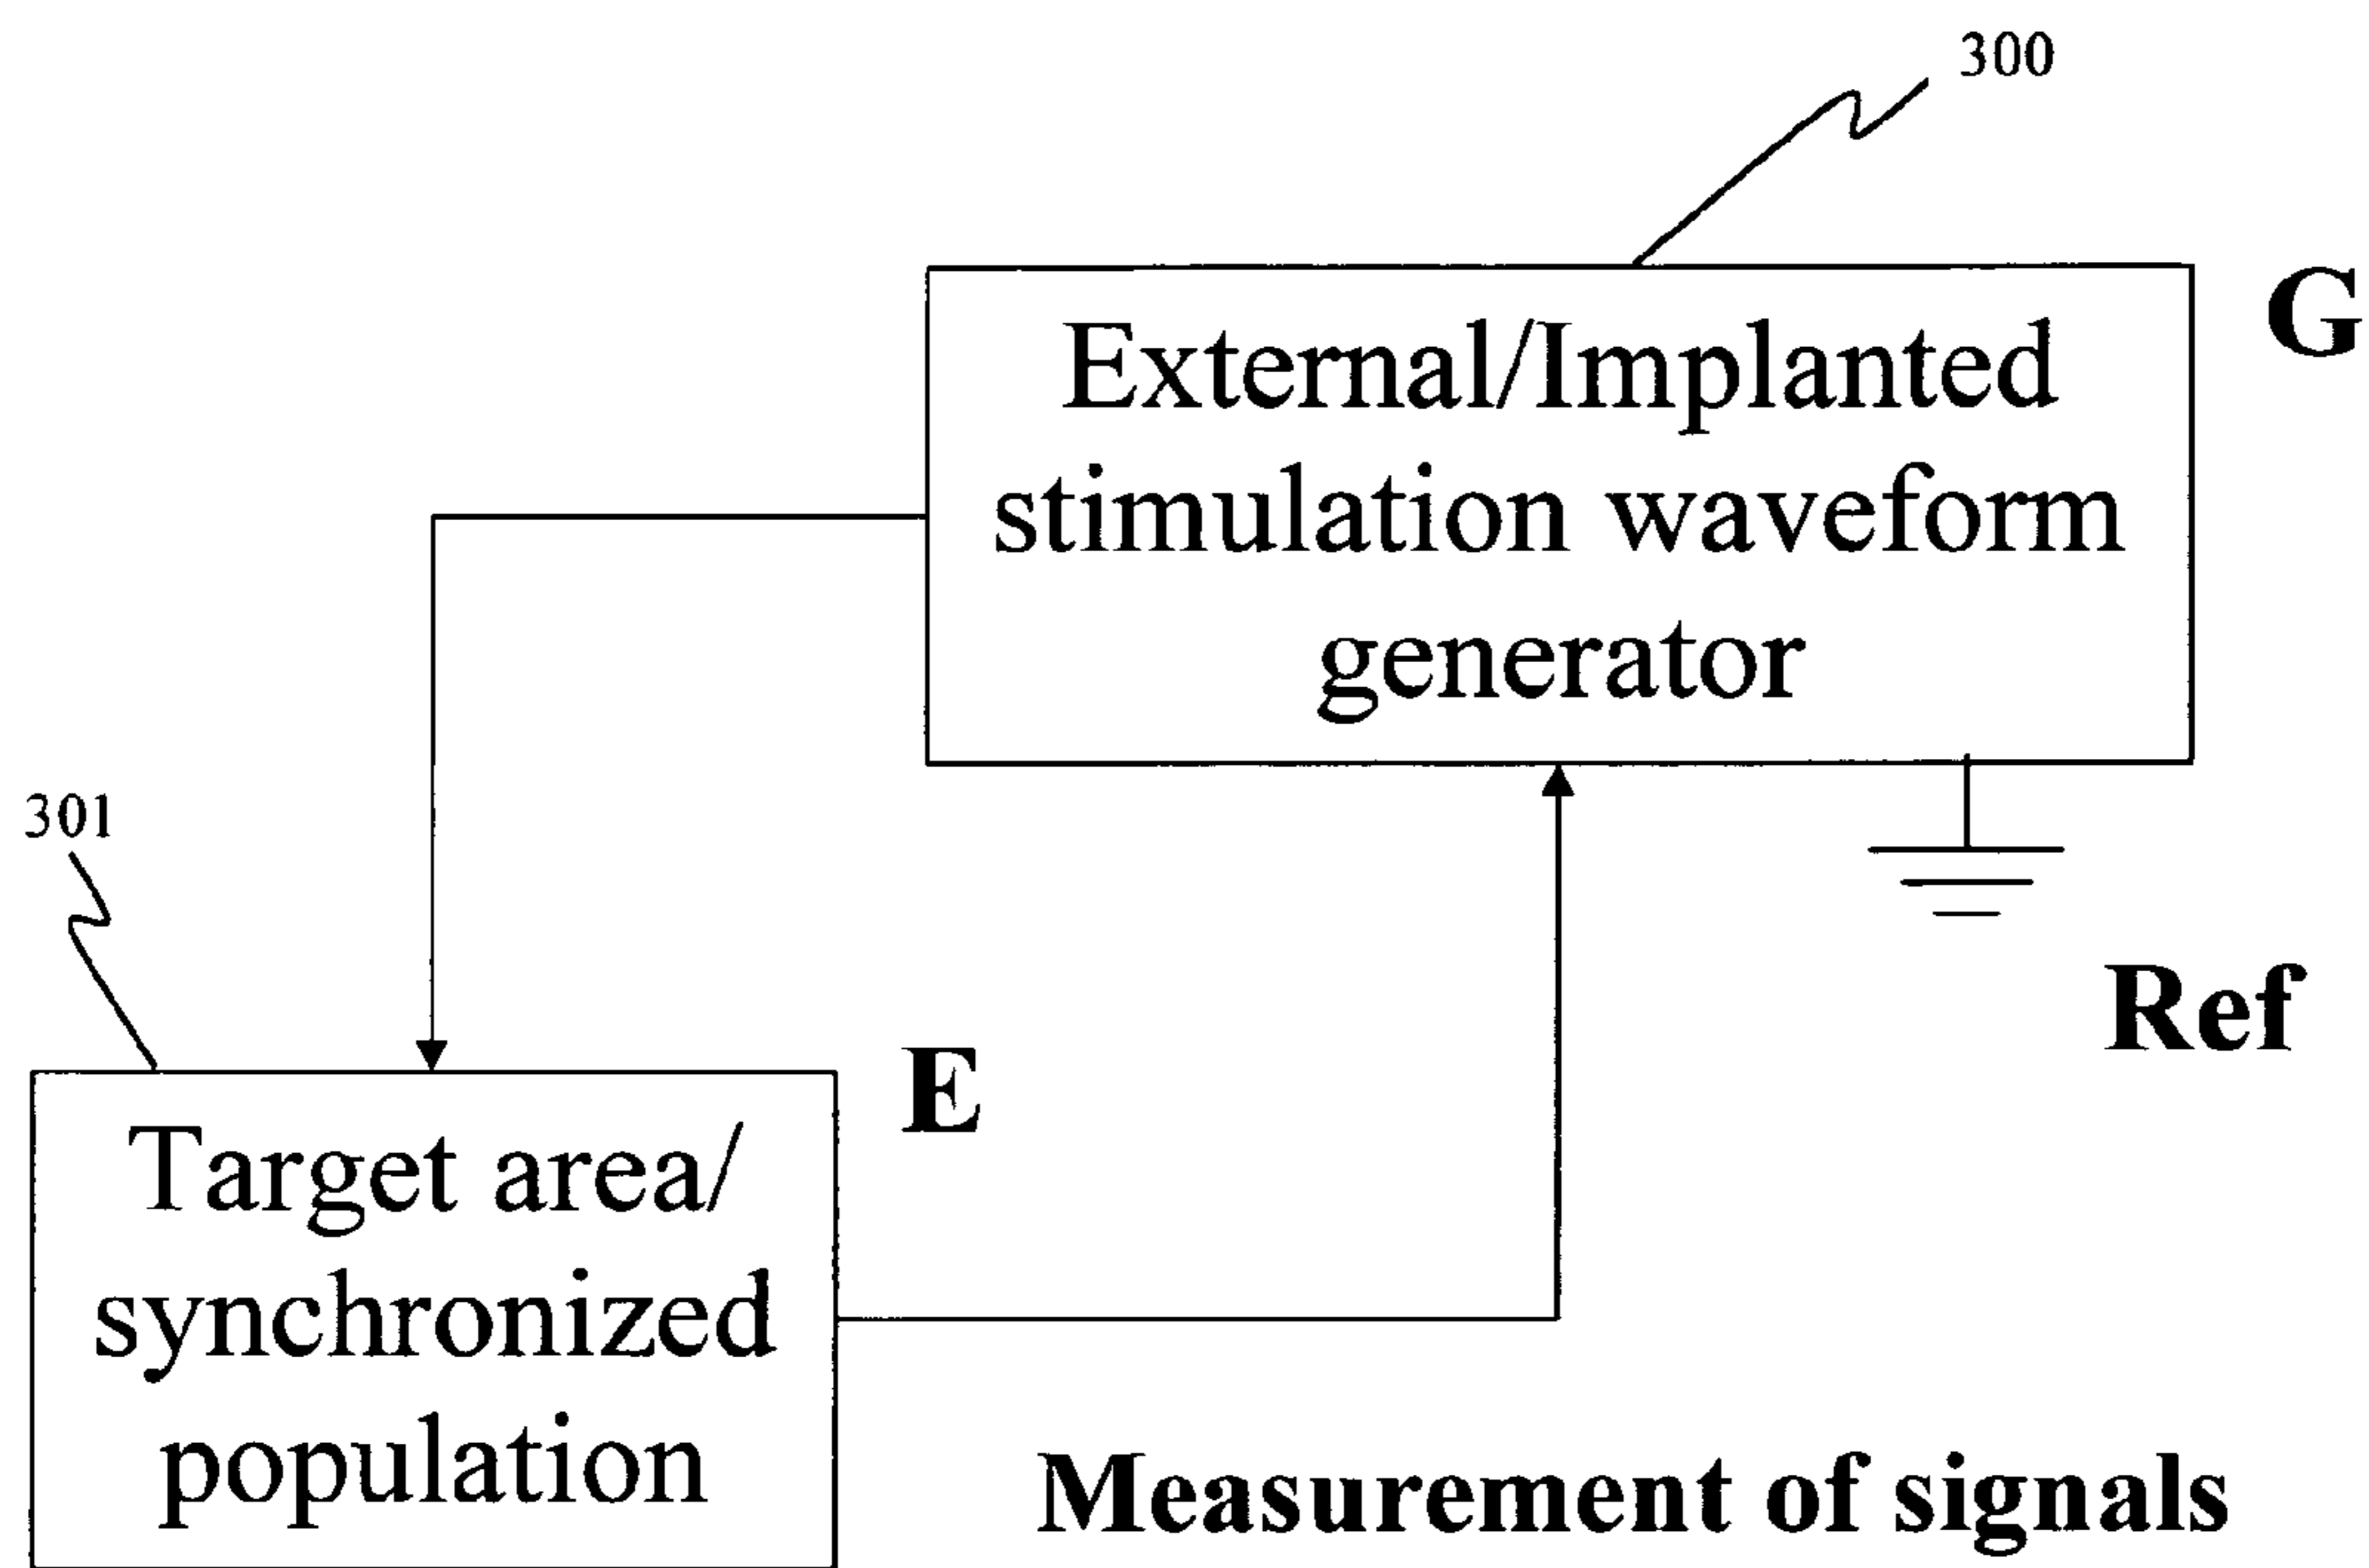 300
G
External/Implanted
stimulation waveform
generator
301
Ref
E
Target area/
synchronized
population
Measurement of signals